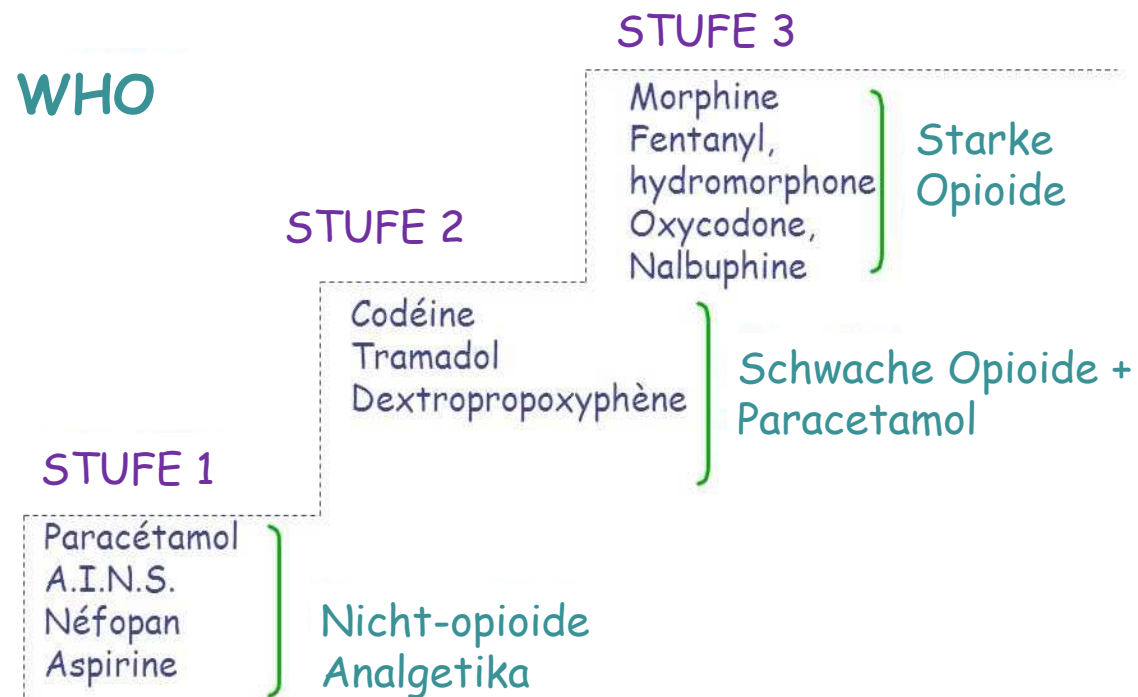 WHO
STUFE 3
Morphine
Fentanyl,
hydromorphone
Oxycodone,
Nalbuphine
Starke
Opioide
STUFE 2
Codéine
Tramadol
Dextropropoxyphène
Schwache Opioide +
Paracetamol
STUFE 1
Paracétamol
A.I.N.S.
Néfopan
Aspirine
Nicht-opioide
Analgetika